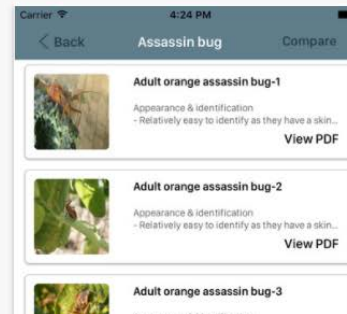 Carrier 4:24 PM
Back Assassin bug Compare
Adult orange assassin bug-1
Appearance & identification
- Relatively easy to identify as they have a skin...
View PDF
Adult orange assassin bug-2
Appearance & identification
- Relatively easy to identify as they have a skin...
View PDF
Adult orange assassin bug-3